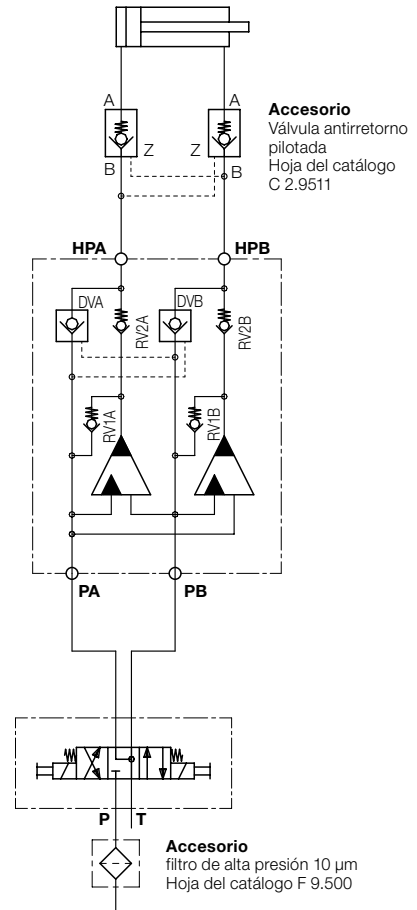 A
A
Z
Z
B
B
Accesorio
Válvula antirretorno
pilotada
Hoja del catálogo
C 2.9511
HPA
HPB
DVA
RV2A
DVB
RV2B
RV1A
RV1B
PA
PB
P
T
Accesorio
filtro de alta presión 10 µm
Hoja del catálogo F 9.500